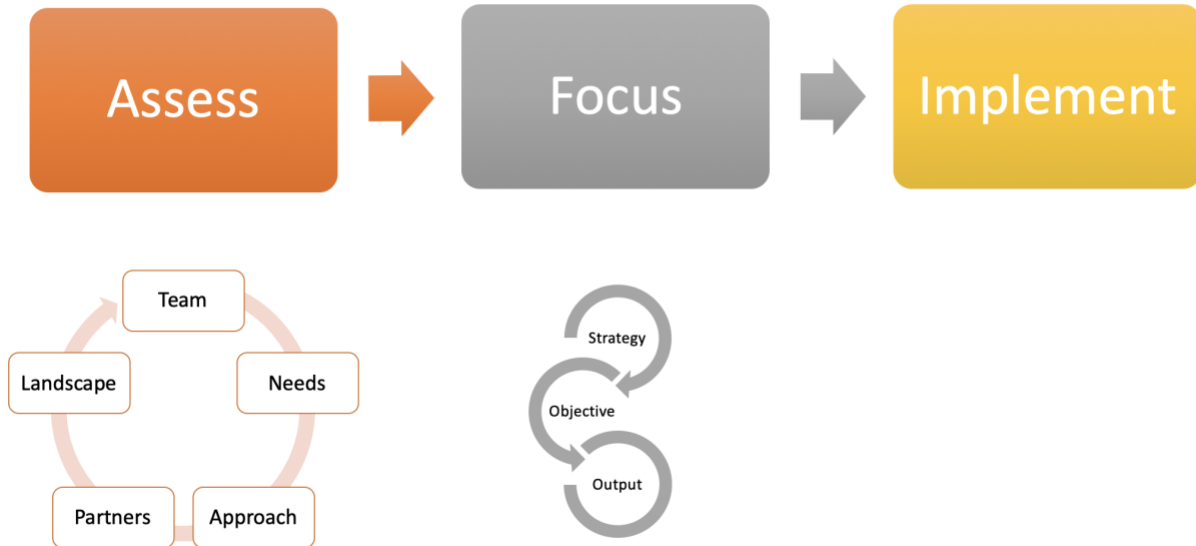 Assess
Focus
Implement
Team
Needs
Approach
Partners
Landscape
Strategy
Objective
Output